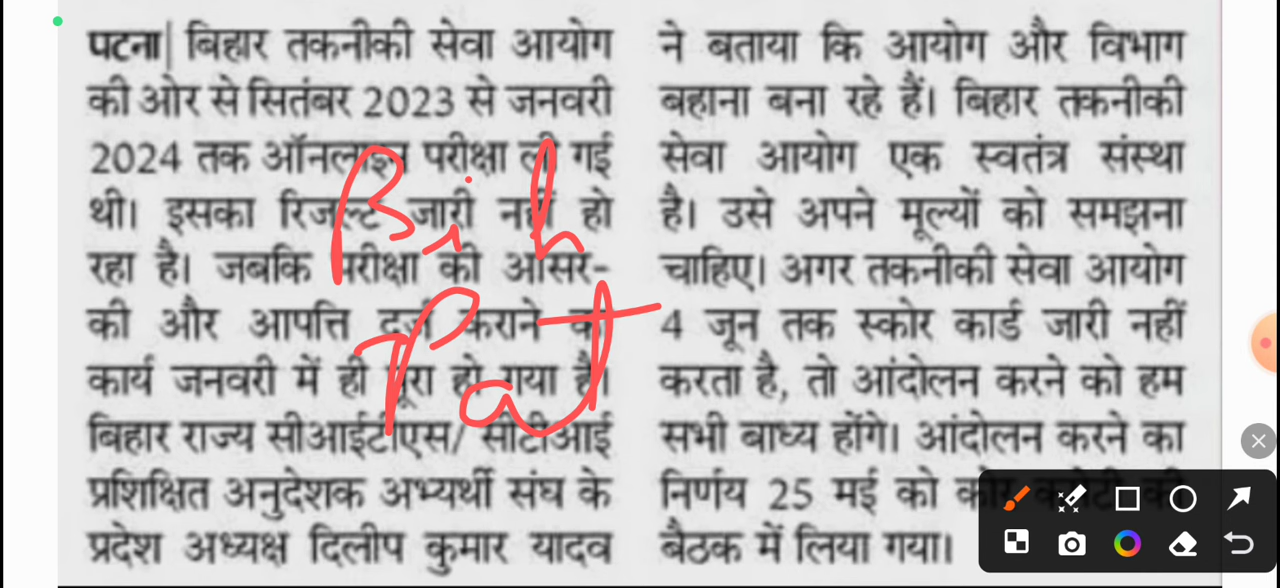 पटना| बिहार तकनीकी सेवा आयोग
की ओर से सितंबर 2023 से जनवरी
2024 तक ऑनलाइन परीक्षा ली गई
थी। इसका रिजल्ट जारी नहीं हो
रहा है। जबकि परीक्षा की आंसर-
की और आपत्ति दर्ज कराने का
कार्य जनवरी में ही पूरा हो गया है।
बिहार राज्य सीआईटीएस/ सीटीआई
प्रशिक्षित अनुदेशक अभ्यर्थी संघ के
प्रदेश अध्यक्ष दिलीप कुमार यादव
ने बताया कि आयोग और विभाग
बहाना बना रहे हैं। बिहार तकनीकी
सेवा आयोग एक स्वतंत्र संस्था
है। उसे अपने मूल्यों को समझना
चाहिए। अगर तकनीकी सेवा आयोग
4 जून तक स्कोर कार्ड जारी नहीं
करता है, तो आंदोलन करने को हम
सभी बाध्य होंगे। आंदोलन करने का
निर्णय 25 मई को कोर कमेटी की
बैठक में लिया गया।
Bih
Pat